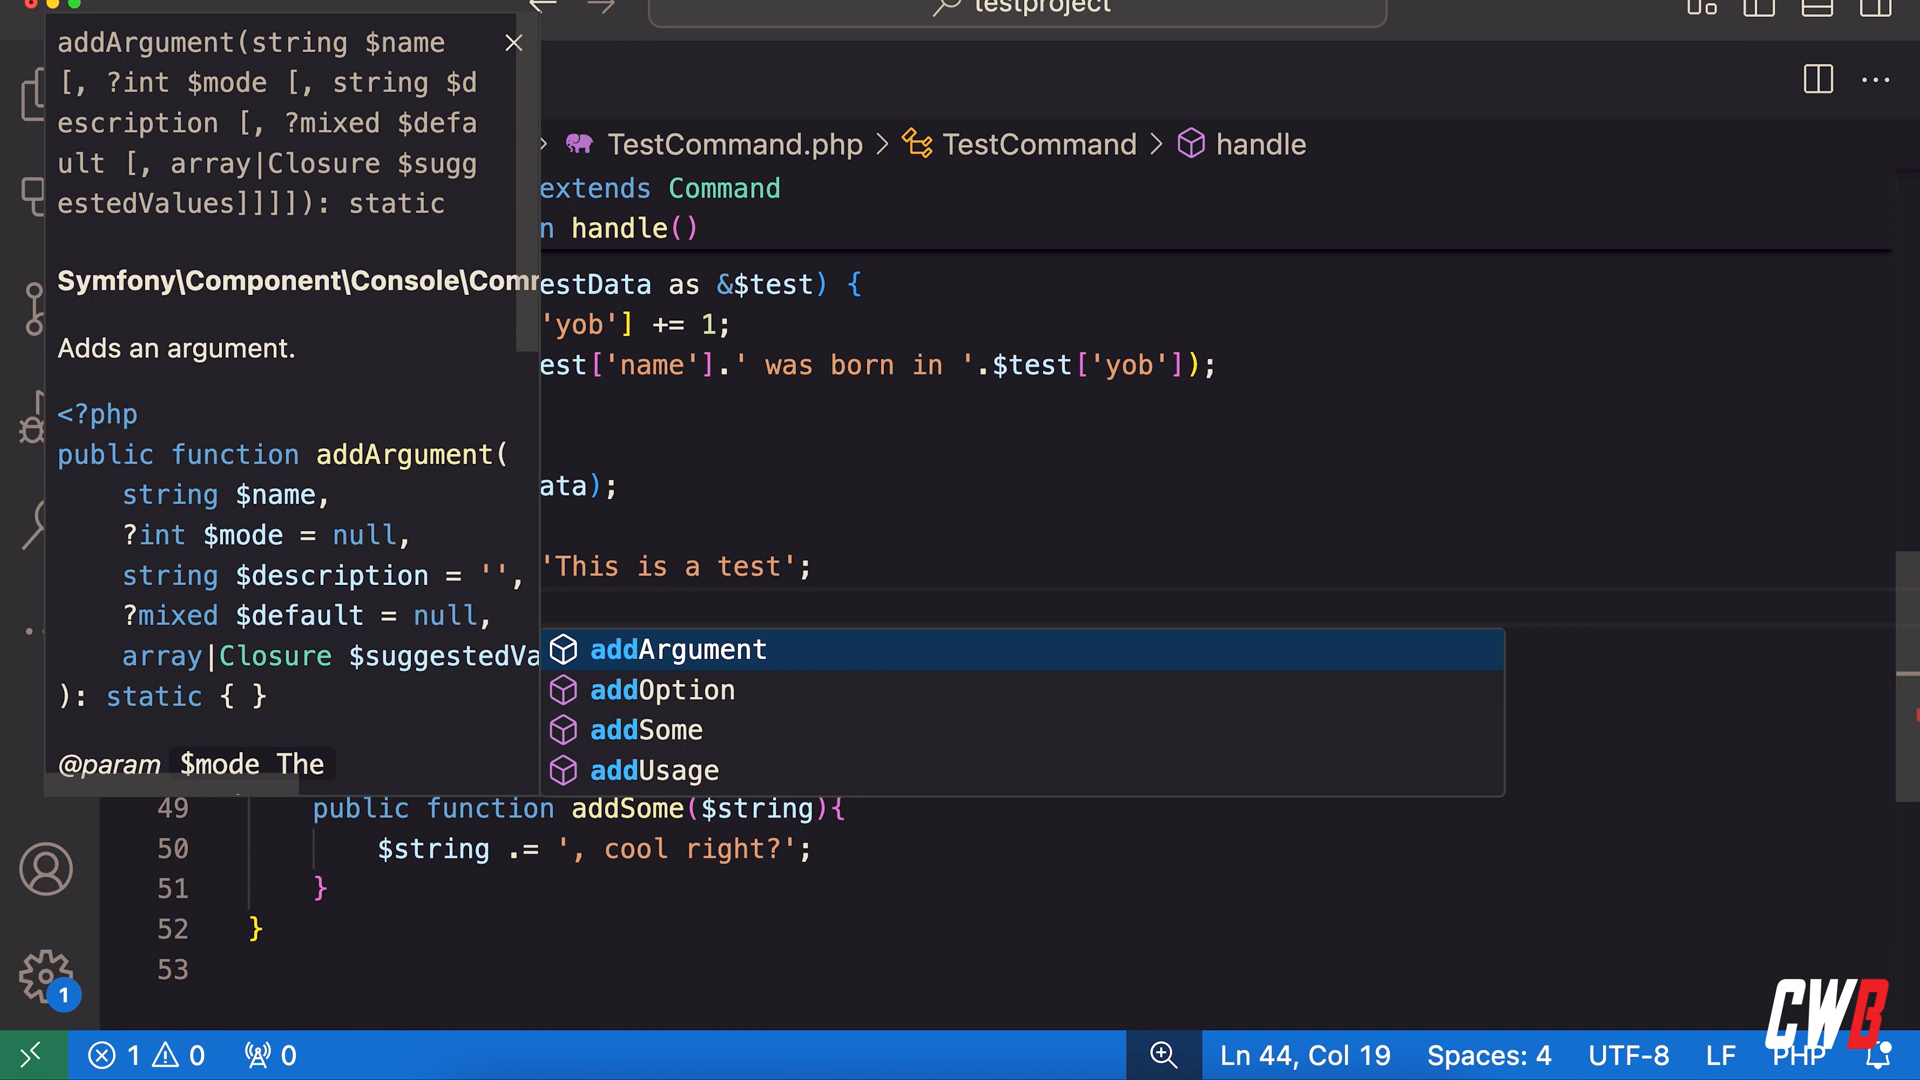 testproject
addArgument(string $name
[, ?int $mode [, string $d
escription [, ?mixed $defa
ult [, array|Closure $sugg
estedValues]]]]): static
Symfony\Component\Console\Com
Adds an argument.
<?php
public function addArgument(
string $name,
?int $mode = null,
string $description = '',
?mixed $default = null,
array|Closure $suggestedVa
): static { }
@param $mode The
TestCommand.php > TestCommand > handle
extends Command
n handle()
estData as &$test) {
'yob'] += 1;
est['name'].' was born in '.$test['yob']);
ata);
'This is a test';
addArgument
addOption
addSome
addUsage
49 public function addSome($string){
50 $string .= ', cool right?';
51 }
52 }
53
1
1 0 0
Ln 44, Col 19 Spaces: 4 UTF-8 LF PHP
CWB